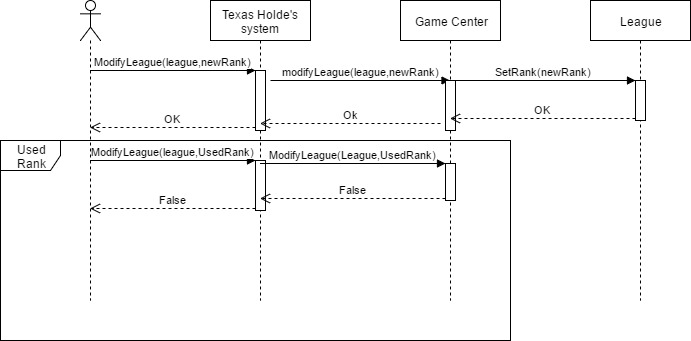 Texas Holde's
system
Game Center
League
ModifyLeague(league,newRank)
modifyLeague(league,newRank)
SetRank(newRank)
OK
Ok
OK
Used
Rank
ModifyLeague(league,UsedRank)
ModifyLeague(League,UsedRank)
False
False